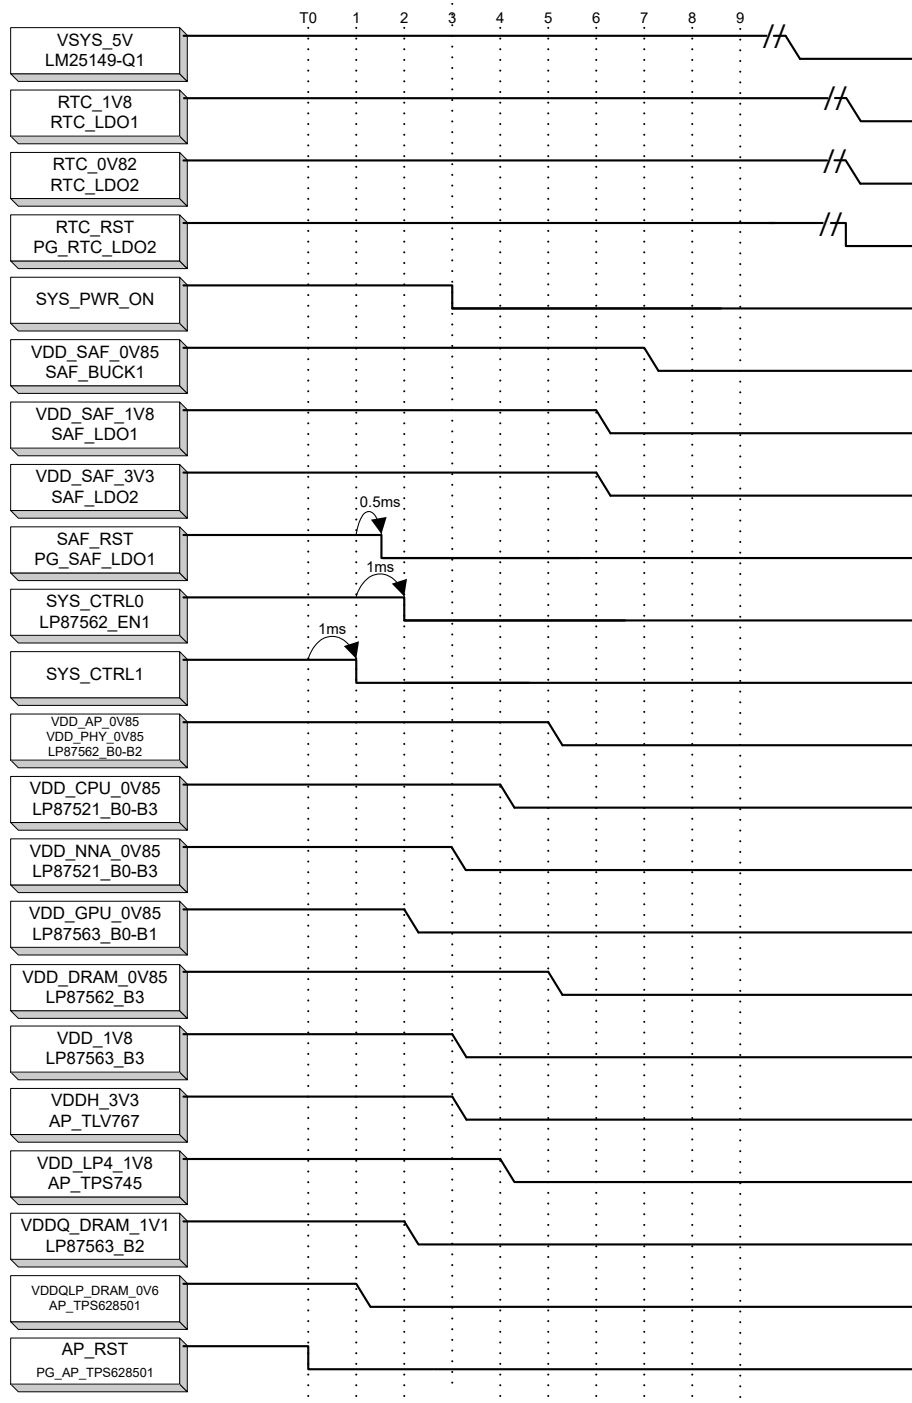 T0 1 2 3 4 5 6 7 8 9
VSYS_5V
LM25149-Q1
RTC_1V8
RTC_LDO1
RTC_0V82
RTC_LDO2
RTC_RST
PG_RTC_LDO2
SYS_PWR_ON
VDD_SAF_0V85
SAF_BUCK1
VDD_SAF_1V8
SAF_LDO1
VDD_SAF_3V3
SAF_LDO2
0.5ms
SAF_RST
PG_SAF_LDO1
1ms
SYS_CTRL0
LP87562_EN1
1ms
SYS_CTRL1
VDD_AP_0V85
VDD_PHY_0V85
LP87562_B0-B2
VDD_CPU_0V85
LP87521_B0-B3
VDD_NNA_0V85
LP87521_B0-B3
VDD_GPU_0V85
LP87563_B0-B1
VDD_DRAM_0V85
LP87562_B3
VDD_1V8
LP87563_B3
VDDH_3V3
AP_TLV767
VDD_LP4_1V8
AP_TPS745
VDDQ_DRAM_1V1
LP87563_B2
VDDQLP_DRAM_0V6
AP_TPS628501
AP_RST
PG_AP_TPS628501